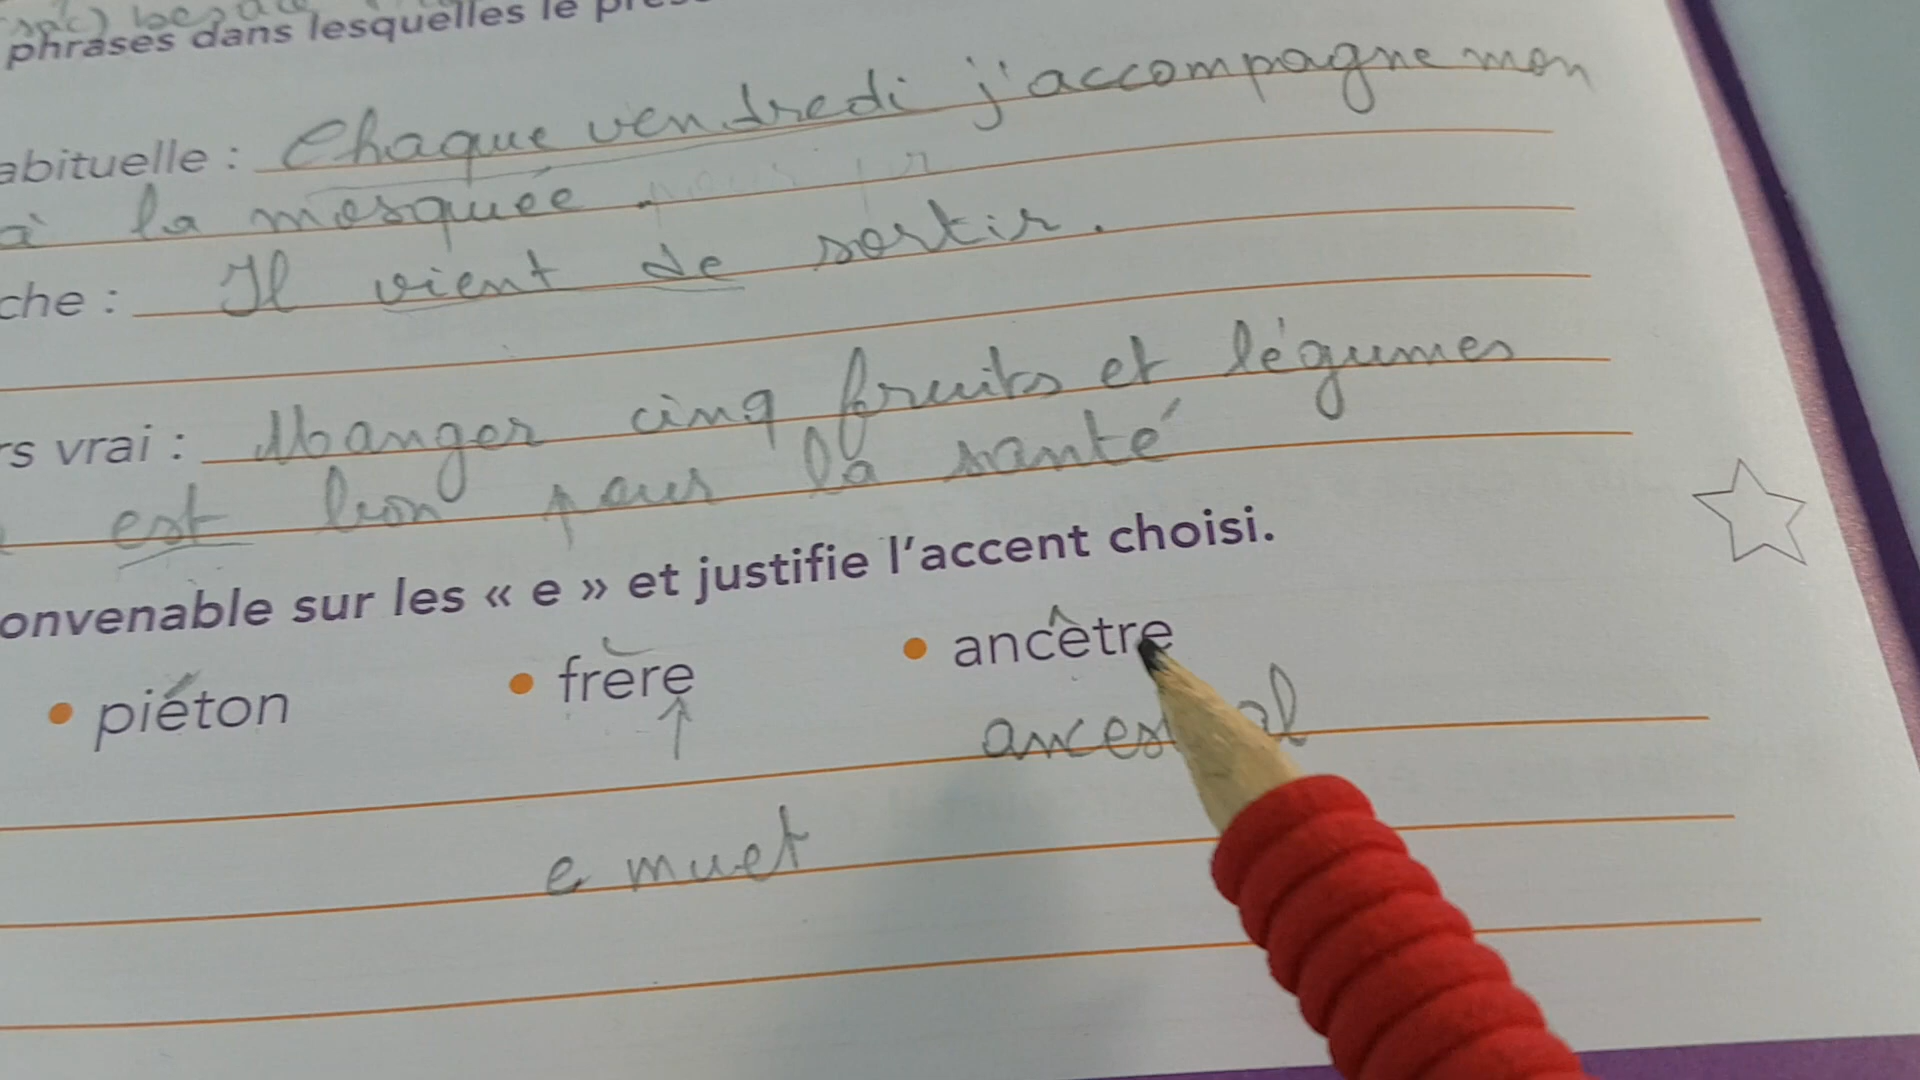 phrases dans lesquelles le
abituelle : Chaque vendredi j'accompagne mon
à la mosquée.
che : Il vient de sortir.
rs vrai : Manger cinq fruits et légumes
est bon pour la santé
onvenable sur les « e » et justifie l'accent choisi.
• piéton • frère • ancêtre
e muet